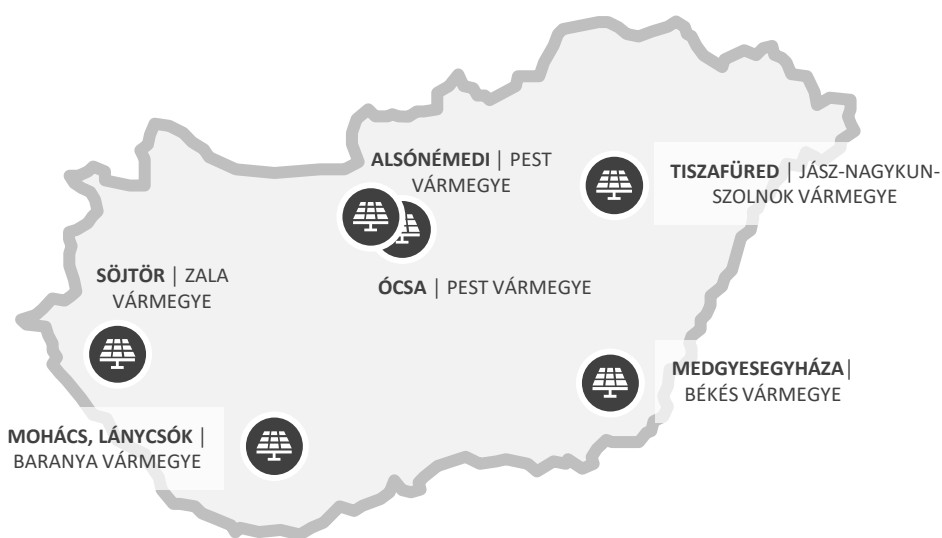 ALSÓNÉMEDI | PEST
VÁRMEGYE
TISZAFÜRED | JÁSZ-NAGYKUN-
SZOLNOK VÁRMEGYE
SÖJTÖR | ZALA
VÁRMEGYE
ÓCSA | PEST VÁRMEGYE
MEDGYESEGYHÁZA|
BÉKÉS VÁRMEGYE
MOHÁCS, LÁNYCSÓK |
BARANYA VÁRMEGYE